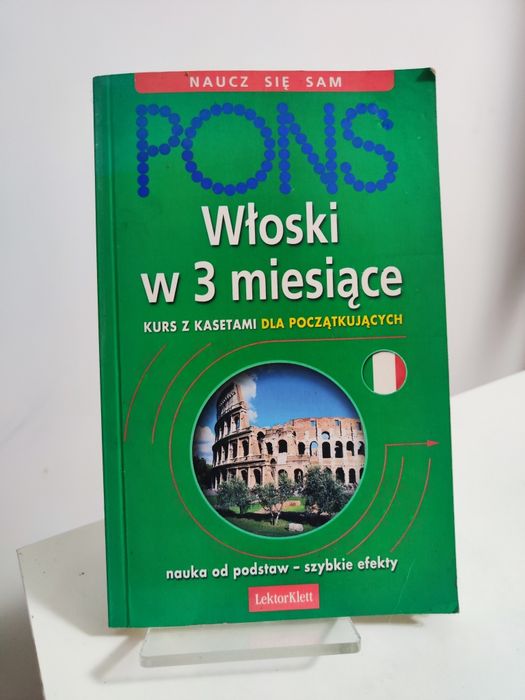 NAUCZ SIĘ SAM
PONS
Włoski
w 3 miesiące
KURS Z KASETAMI DLA POCZĄTKUJĄCYCH
nauka od podstaw – szybkie efekty
LektorKlett